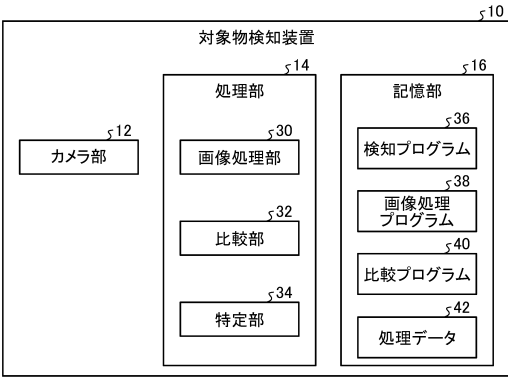 10
対象物検知装置
14
処理部
16
記憶部
12
カメラ部
30
画像処理部
32
比較部
34
特定部
36
検知プログラム
38
画像処理
プログラム
40
比較プログラム
42
処理データ